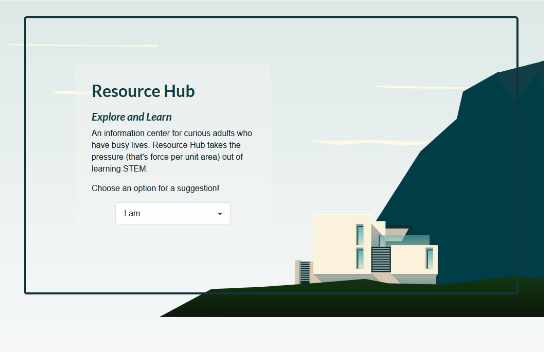 Resource Hub
Explore and Learn
An information center for curious adults who
have busy lives. Resource Hub takes the
pressure (that's force per unit area) out of
learning STEM.
Choose an option for a suggestion!
I am